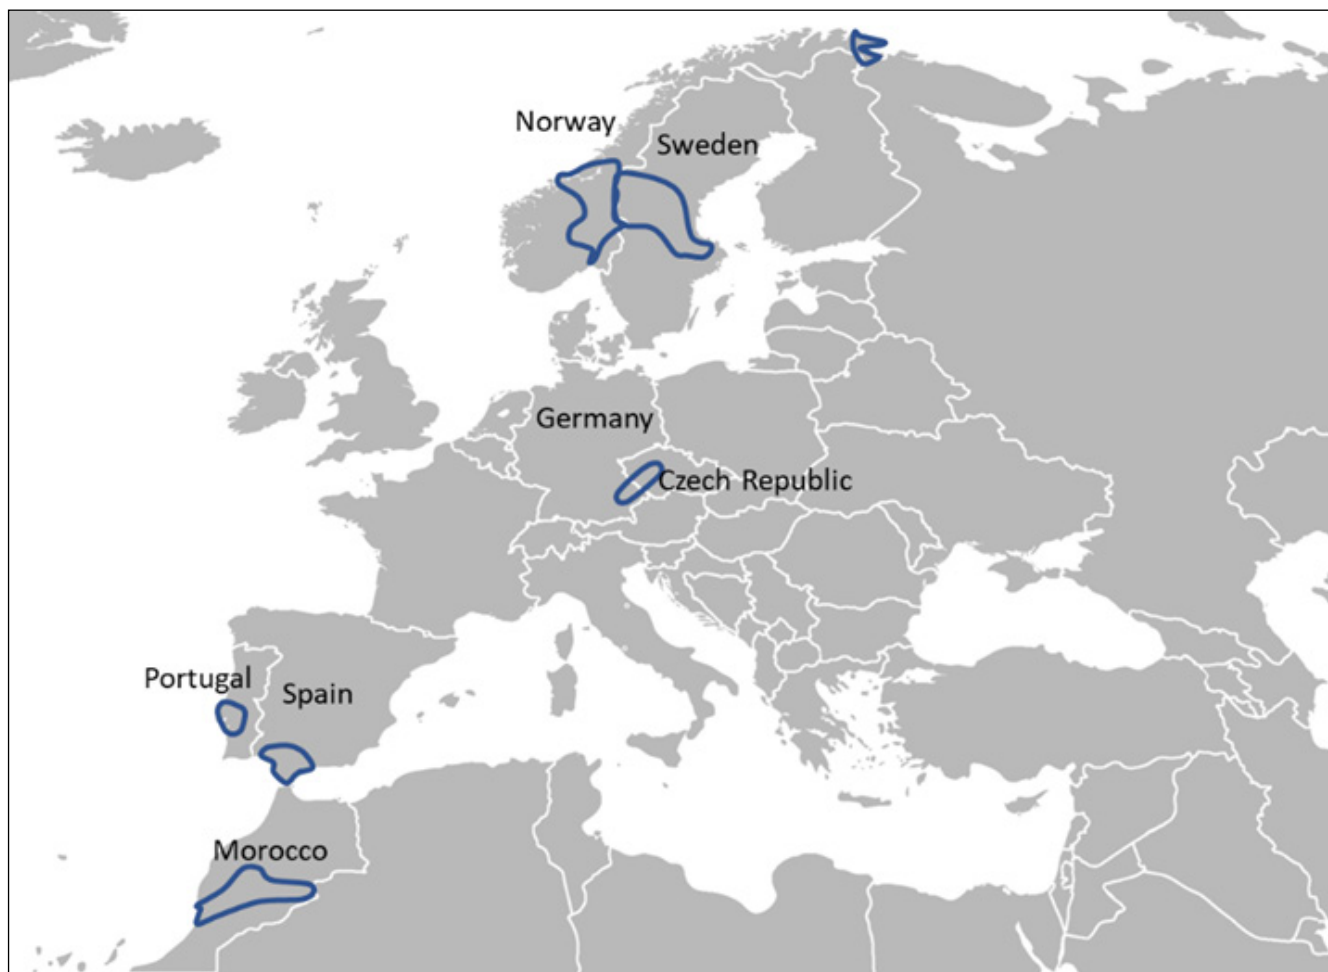 Norway
Sweden
Germany
Czech Republic
Portugal
Spain
Morocco